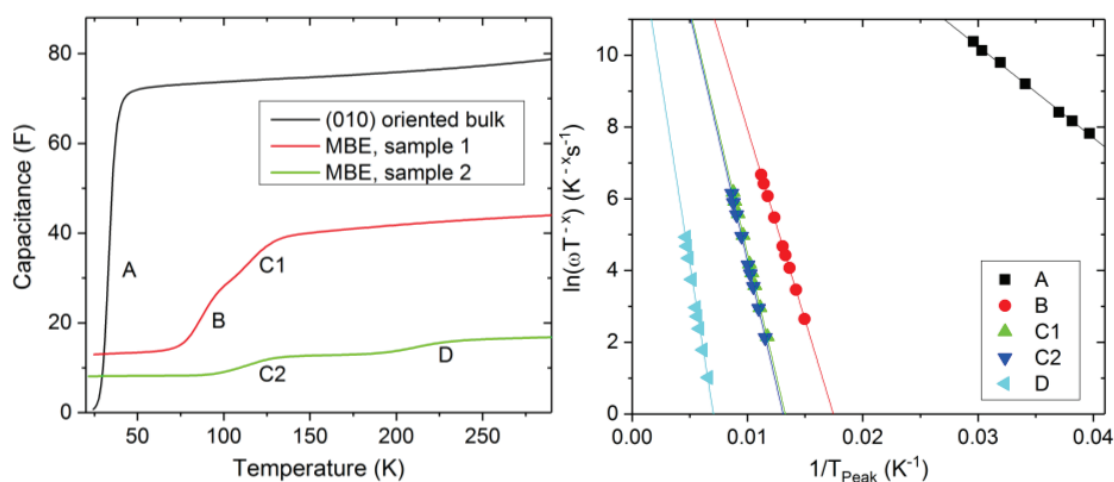 80
60
40
20
0
50
100
150
200
250
Capacitance (F)
Temperature (K)
(010) oriented bulk
MBE, sample 1
MBE, sample 2
A
B
C1
C2
D
10
8
6
4
2
0
0.00
0.01
0.02
0.03
0.04
ln(ωT⁻ˣ) (K⁻ˣs⁻¹)
1/T_Peak (K⁻¹)
A
B
C1
C2
D